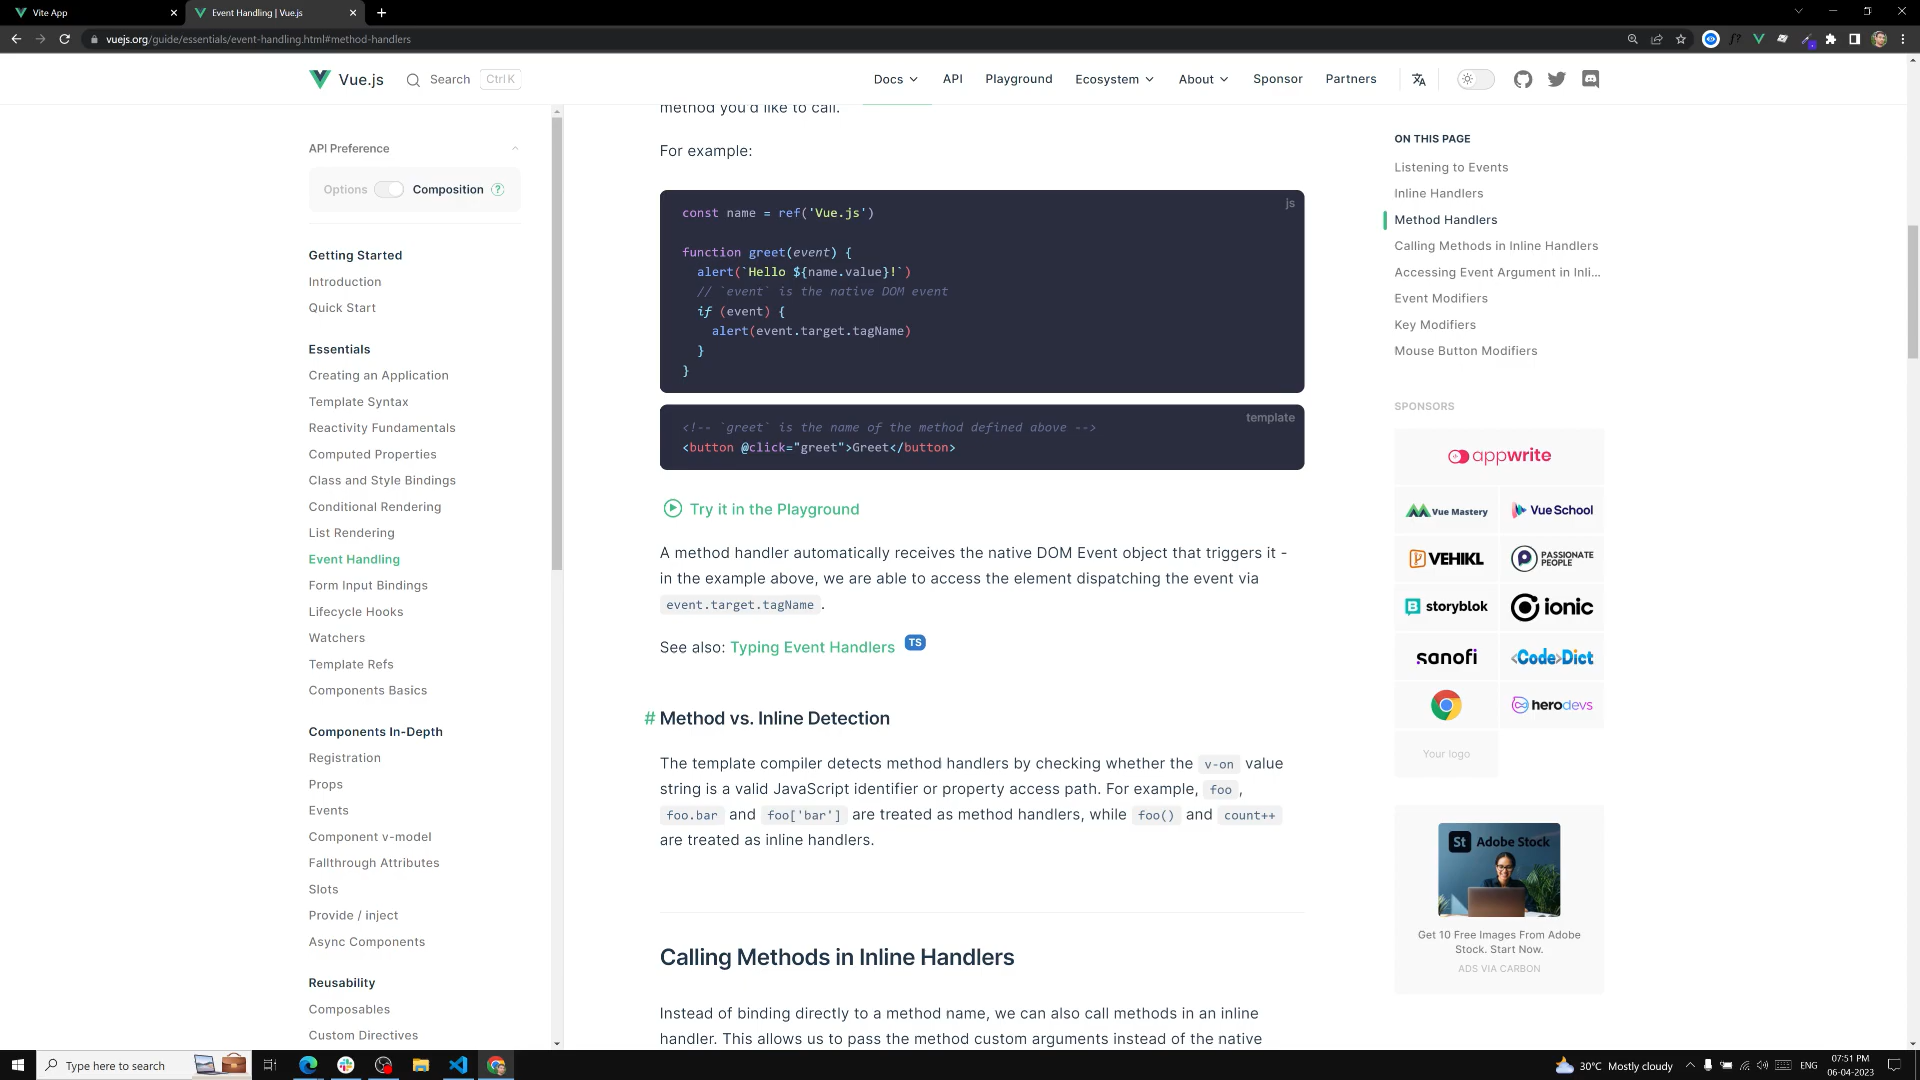 Vite App
Event Handling | Vue.js
vuejs.org/guide/essentials/event-handling.html#method-handlers
Vue.js
Search
Ctrl K
Docs
API
Playground
Ecosystem
About
Sponsor
Partners
API Preference
Options
Composition
?
Getting Started
Introduction
Quick Start
Essentials
Creating an Application
Template Syntax
Reactivity Fundamentals
Computed Properties
Class and Style Bindings
Conditional Rendering
List Rendering
Event Handling
Form Input Bindings
Lifecycle Hooks
Watchers
Template Refs
Components Basics
Components In-Depth
Registration
Props
Events
Component v-model
Fallthrough Attributes
Slots
Provide / inject
Async Components
Reusability
Composables
Custom Directives
method you'd like to call.
For example:
js
const name = ref('Vue.js')
function greet(event) {
alert(`Hello ${name.value}!`)
// `event` is the native DOM event
if (event) {
alert(event.target.tagName)
}
}
template
<!-- `greet` is the name of the method defined above -->
<button @click="greet">Greet</button>
Try it in the Playground
A method handler automatically receives the native DOM Event object that triggers it -
in the example above, we are able to access the element dispatching the event via
event.target.tagName .
See also: Typing Event Handlers TS
# Method vs. Inline Detection
The template compiler detects method handlers by checking whether the v-on value
string is a valid JavaScript identifier or property access path. For example, foo ,
foo.bar and foo['bar'] are treated as method handlers, while foo() and count++
are treated as inline handlers.
Calling Methods in Inline Handlers
Instead of binding directly to a method name, we can also call methods in an inline
handler. This allows us to pass the method custom arguments instead of the native
ON THIS PAGE
Listening to Events
Inline Handlers
Method Handlers
Calling Methods in Inline Handlers
Accessing Event Argument in Inli...
Event Modifiers
Key Modifiers
Mouse Button Modifiers
SPONSORS
appwrite
Vue Mastery
Vue School
VEHIKL
PASSIONATE
PEOPLE
storyblok
ionic
sanofi
<Code>Dict
herodevs
Your logo
St Adobe Stock
Get 10 Free Images From Adobe
Stock. Start Now.
ADS VIA CARBON
Type here to search
30°C Mostly cloudy
ENG
07:51 PM
06-04-2023